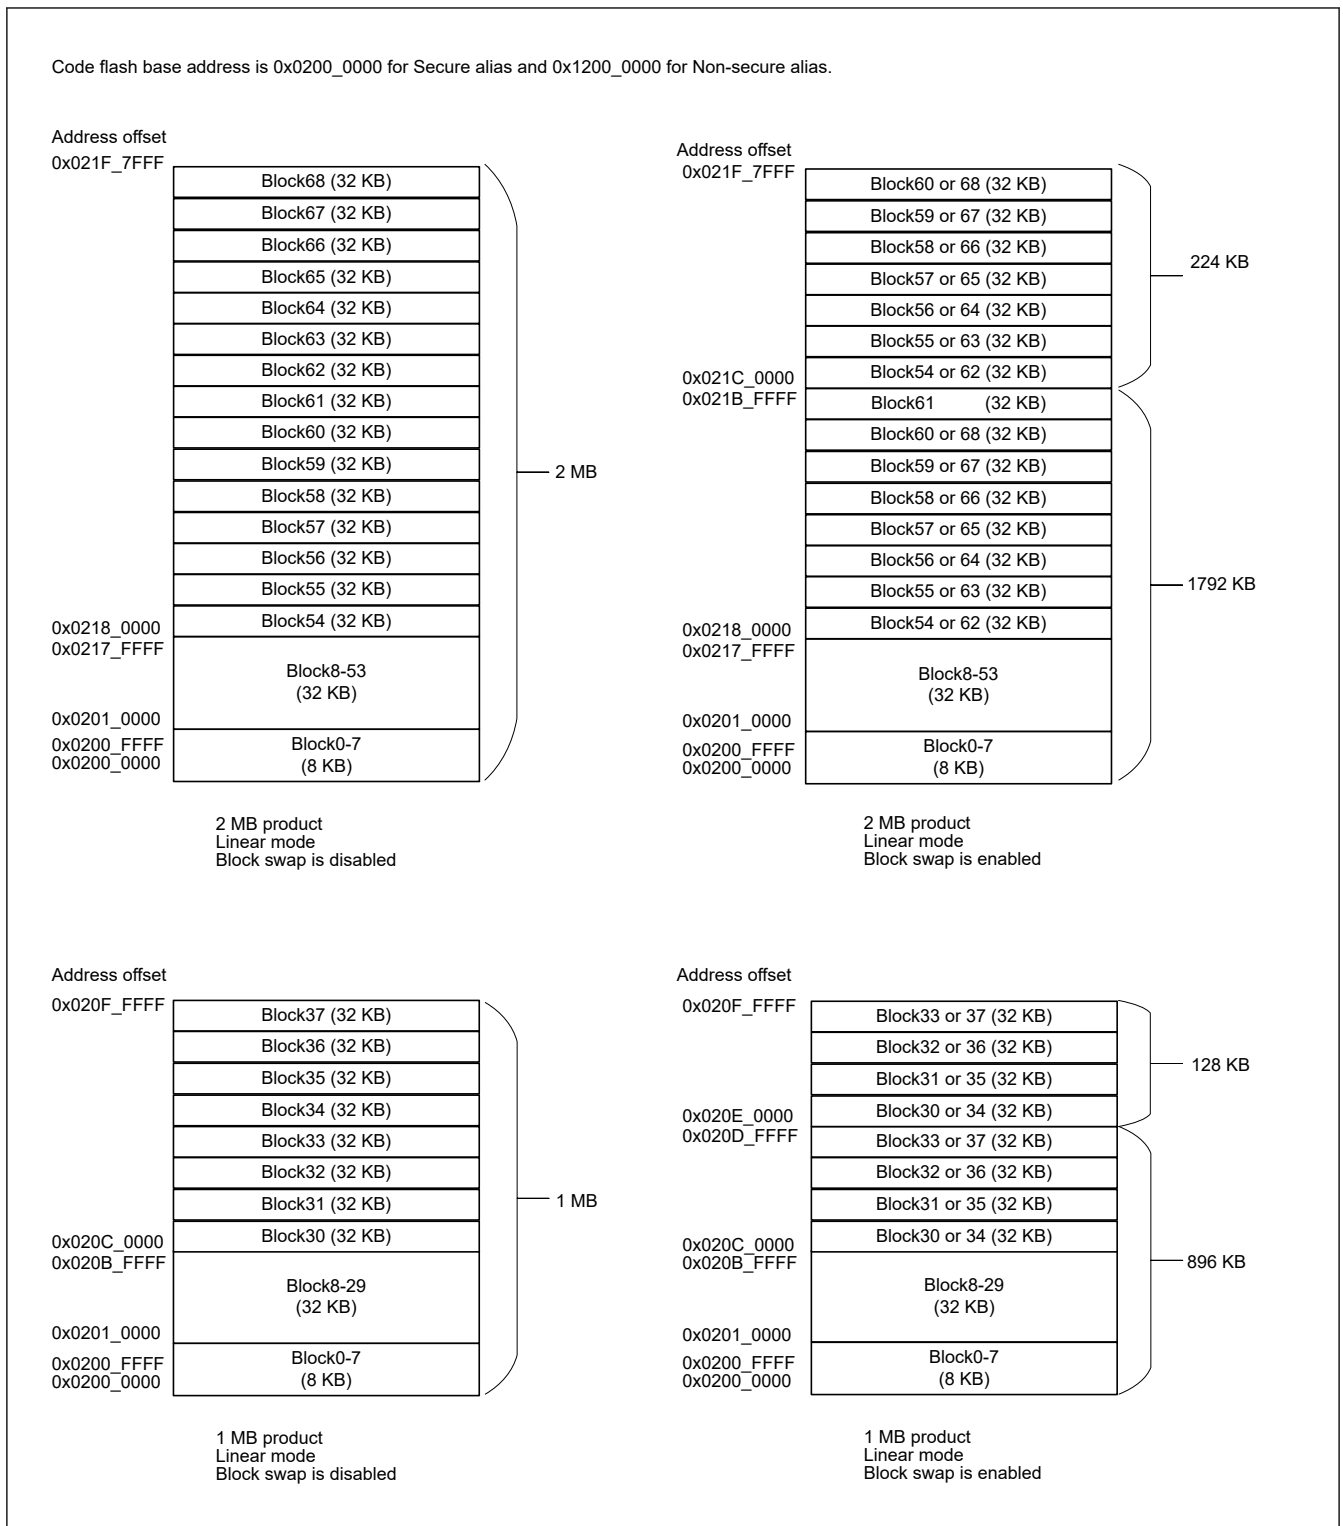 Code flash base address is 0x0200_0000 for Secure alias and 0x1200_0000 for Non-secure alias.
Address offset
0x021F_7FFF
Block68 (32 KB)
Block67 (32 KB)
Block66 (32 KB)
Block65 (32 KB)
Block64 (32 KB)
Block63 (32 KB)
Block62 (32 KB)
Block61 (32 KB)
Block60 (32 KB)
Block59 (32 KB)
Block58 (32 KB)
Block57 (32 KB)
Block56 (32 KB)
Block55 (32 KB)
Block54 (32 KB)
2 MB
0x0218_0000
0x0217_FFFF
Block8-53
(32 KB)
0x0201_0000
0x0200_FFFF
0x0200_0000
Block0-7
(8 KB)
2 MB product
Linear mode
Block swap is disabled
Address offset
0x021F_7FFF
Block60 or 68 (32 KB)
Block59 or 67 (32 KB)
Block58 or 66 (32 KB)
Block57 or 65 (32 KB)
Block56 or 64 (32 KB)
Block55 or 63 (32 KB)
Block54 or 62 (32 KB)
224 KB
0x021C_0000
0x021B_FFFF
Block61 (32 KB)
Block60 or 68 (32 KB)
Block59 or 67 (32 KB)
Block58 or 66 (32 KB)
Block57 or 65 (32 KB)
Block56 or 64 (32 KB)
Block55 or 63 (32 KB)
Block54 or 62 (32 KB)
1792 KB
0x0218_0000
0x0217_FFFF
Block8-53
(32 KB)
0x0201_0000
0x0200_FFFF
0x0200_0000
Block0-7
(8 KB)
2 MB product
Linear mode
Block swap is enabled
Address offset
0x020F_FFFF
Block37 (32 KB)
Block36 (32 KB)
Block35 (32 KB)
Block34 (32 KB)
Block33 (32 KB)
Block32 (32 KB)
Block31 (32 KB)
Block30 (32 KB)
1 MB
0x020C_0000
0x020B_FFFF
Block8-29
(32 KB)
0x0201_0000
0x0200_FFFF
0x0200_0000
Block0-7
(8 KB)
1 MB product
Linear mode
Block swap is disabled
Address offset
0x020F_FFFF
Block33 or 37 (32 KB)
Block32 or 36 (32 KB)
Block31 or 35 (32 KB)
Block30 or 34 (32 KB)
128 KB
0x020E_0000
0x020D_FFFF
Block33 or 37 (32 KB)
Block32 or 36 (32 KB)
Block31 or 35 (32 KB)
Block30 or 34 (32 KB)
896 KB
0x020C_0000
0x020B_FFFF
Block8-29
(32 KB)
0x0201_0000
0x0200_FFFF
0x0200_0000
Block0-7
(8 KB)
1 MB product
Linear mode
Block swap is enabled